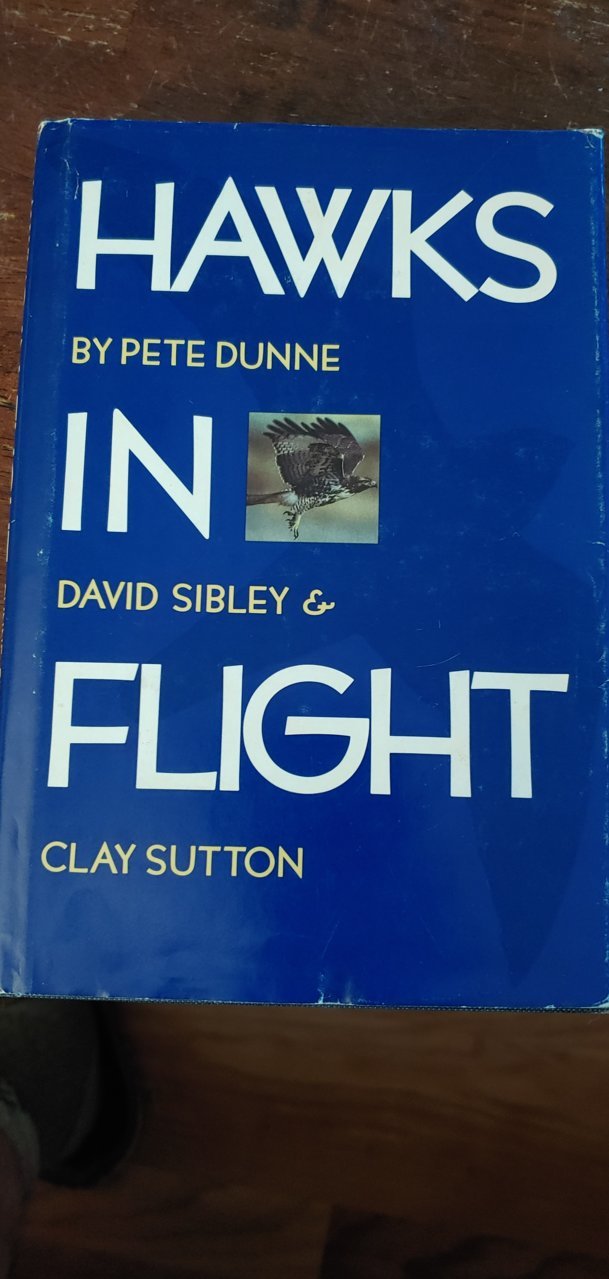 HAWKS
BY PETE DUNNE
IN
DAVID SIBLEY &
FLIGHT
CLAY SUTTON